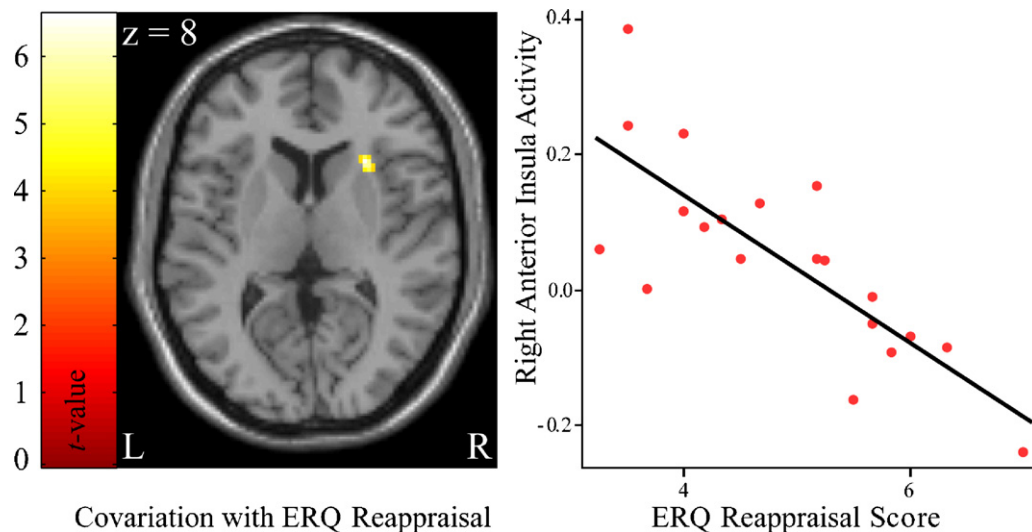 6
5
4
3
2
1
0
t-value
z = 8
L
R
Covariation with ERQ Reappraisal
Right Anterior Insula Activity
0.4
0.2
0.0
-0.2
4
6
ERQ Reappraisal Score